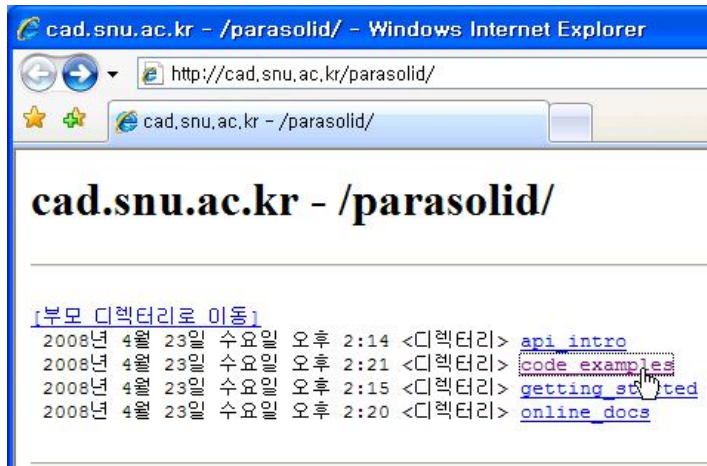 cad.snu.ac.kr - /parasolid/ - Windows Internet Explorer
http://cad.snu.ac.kr/parasolid/
cad.snu.ac.kr - /parasolid/
cad.snu.ac.kr - /parasolid/
[부모 디렉터리로 이동]
2008년 4월 23일 수요일 오후 2:14 <디렉터리> api_intro
2008년 4월 23일 수요일 오후 2:21 <디렉터리> code_examples
2008년 4월 23일 수요일 오후 2:15 <디렉터리> getting_started
2008년 4월 23일 수요일 오후 2:20 <디렉터리> online_docs